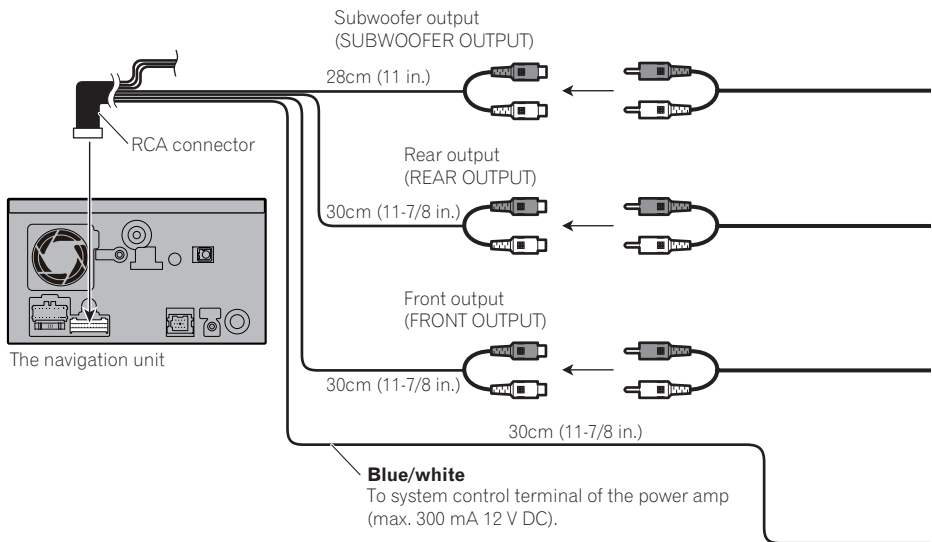 Subwoofer output
(SUBWOOFER OUTPUT)
28cm (11 in.)
RCA connector
Rear output
(REAR OUTPUT)
30cm (11-7/8 in.)
Front output
(FRONT OUTPUT)
The navigation unit
30cm (11-7/8 in.)
30cm (11-7/8 in.)
Blue/white
To system control terminal of the power amp
(max. 300 mA 12 V DC).